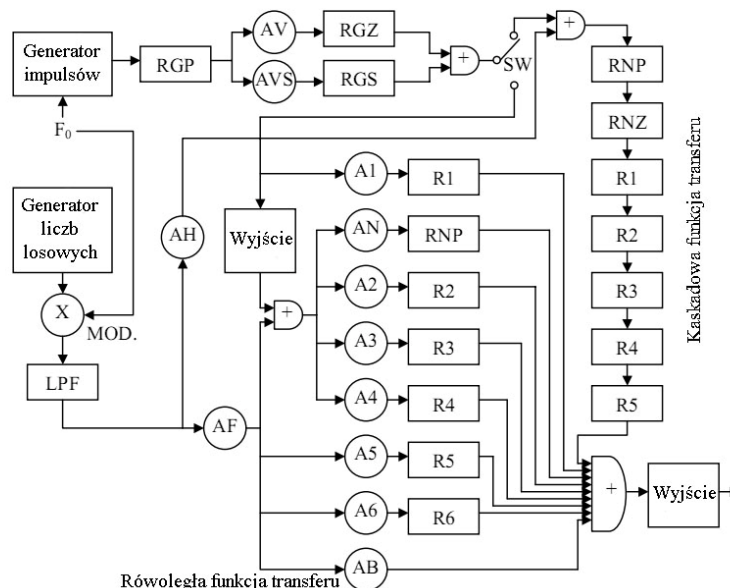 Generator
impulsów
RGP
AV
AVS
RGZ
RGS
+
SW
+
RNP
RNZ
R1
R2
R3
R4
R5
Kaskadowa funkcja transferu
F₀
Generator
liczb
losowych
X
MOD.
LPF
AH
AF
Wyjście
+
A1
R1
AN
RNP
A2
R2
A3
R3
A4
R4
A5
R5
A6
R6
AB
+
Wyjście
Rówoległa funkcja transferu